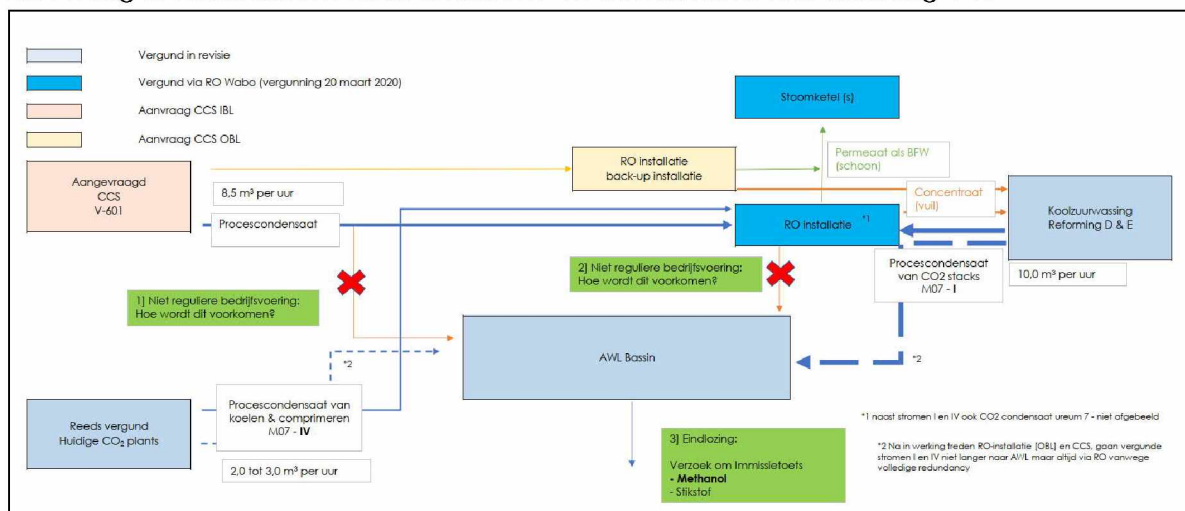 Vergund in revisie
Vergund via RO Wabo (vergunning 20 maart 2020)
Aanvraag CCS IBL
Aanvraag CCS OBL
Stoomketel (s)
Aangevraagd
CCS
V-601
8,5 m³ per uur
Procescondensaat
RO installatie
back-up installatie
Permeaat als BFW
(schoon)
Concentraat
(vuil)
RO installatie
*1
Koolzuurwassing
Reforming D & E
10,0 m³ per uur
Procescondensaat
van CO2 stacks
M07 - I
1] Niet reguliere bedrijfsvoering:
Hoe wordt dit voorkomen?
2] Niet reguliere bedrijfsvoering:
Hoe wordt dit voorkomen?
AWL Bassin
*2
*2
Reeds vergund
Huidige CO₂ plants
Procescondensaat van
koelen & comprimeren
M07 - IV
2,0 tot 3,0 m³ per uur
3] Eindlozing:
Verzoek om Immissietoets
- Methanol
- Stikstof
*1 naast stromen I en IV ook CO2 condensaat ureum 7 - niet afgebeeld
*2 Na in werking treden RO-installatie [OBL] en CCS, gaan vergunde
stromen I en IV niet langer naar AWL maar altijd via RO vanwege
volledige redundancy